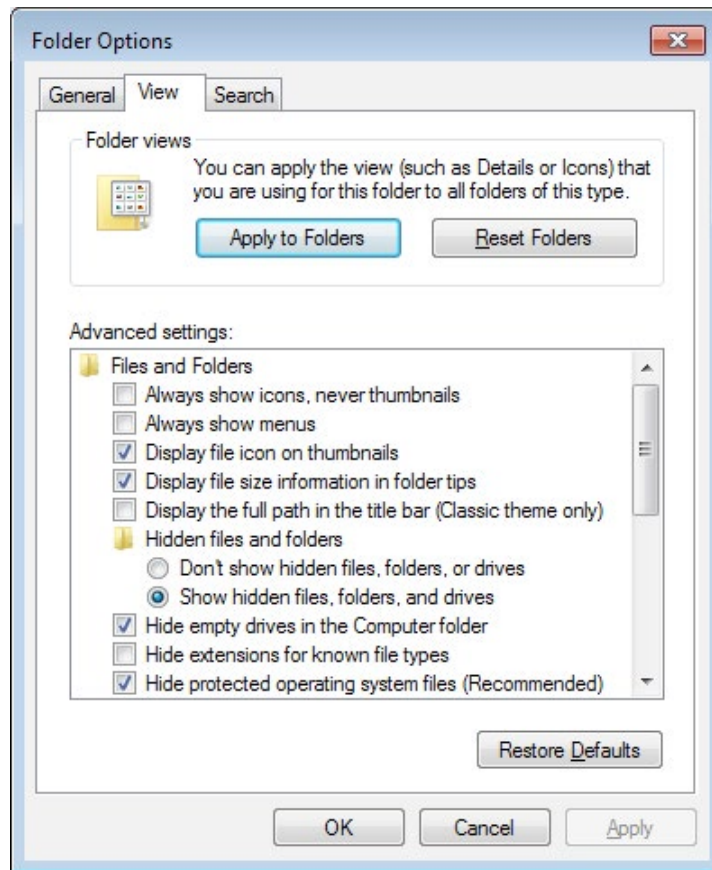 Folder Options
General
View
Search
Folder views
You can apply the view (such as Details or Icons) that
you are using for this folder to all folders of this type.
Apply to Folders
Reset Folders
Advanced settings:
Files and Folders
Always show icons, never thumbnails
Always show menus
Display file icon on thumbnails
Display file size information in folder tips
Display the full path in the title bar (Classic theme only)
Hidden files and folders
Don't show hidden files, folders, or drives
Show hidden files, folders, and drives
Hide empty drives in the Computer folder
Hide extensions for known file types
Hide protected operating system files (Recommended)
Restore Defaults
OK
Cancel
Apply